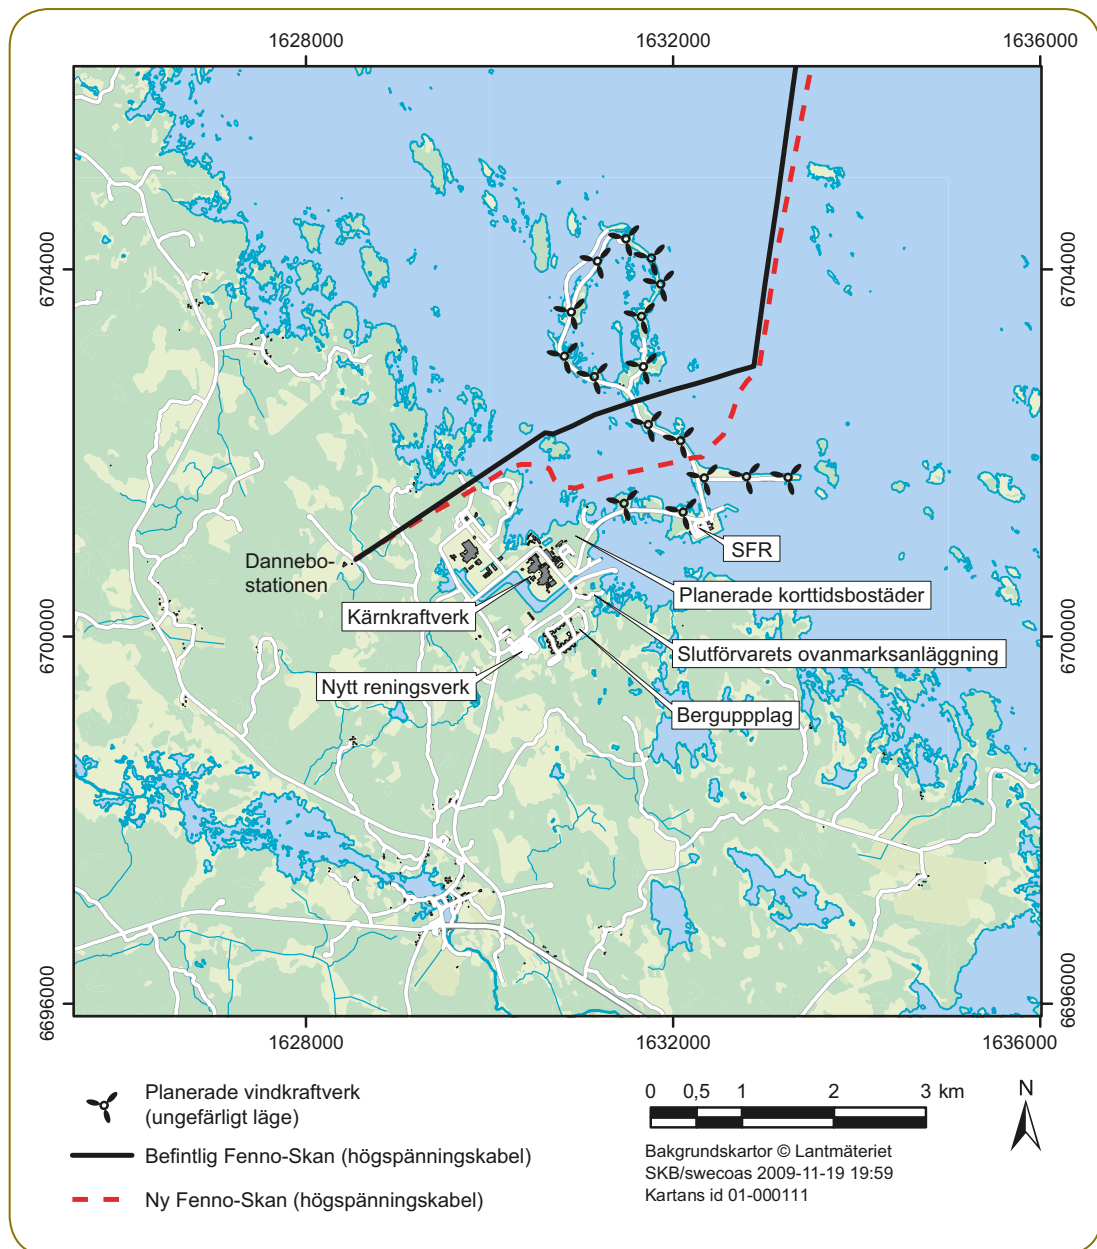 1628000
1632000
1636000
6704000
6704000
SFR
Dannebo-
stationen
Planerade korttidsbostäder
Kärnkraftverk
6700000
6700000
Slutförvarets ovanmarksanläggning
Nytt reningsverk
Berguppplag
6696000
6696000
1628000
1632000
1636000
Planerade vindkraftverk
(ungefärligt läge)
Befintlig Fenno-Skan (högspänningskabel)
Ny Fenno-Skan (högspänningskabel)
0 0,5 1 2 3 km
N
Bakgrundskartor © Lantmäteriet
SKB/swecoas 2009-11-19 19:59
Kartans id 01-000111